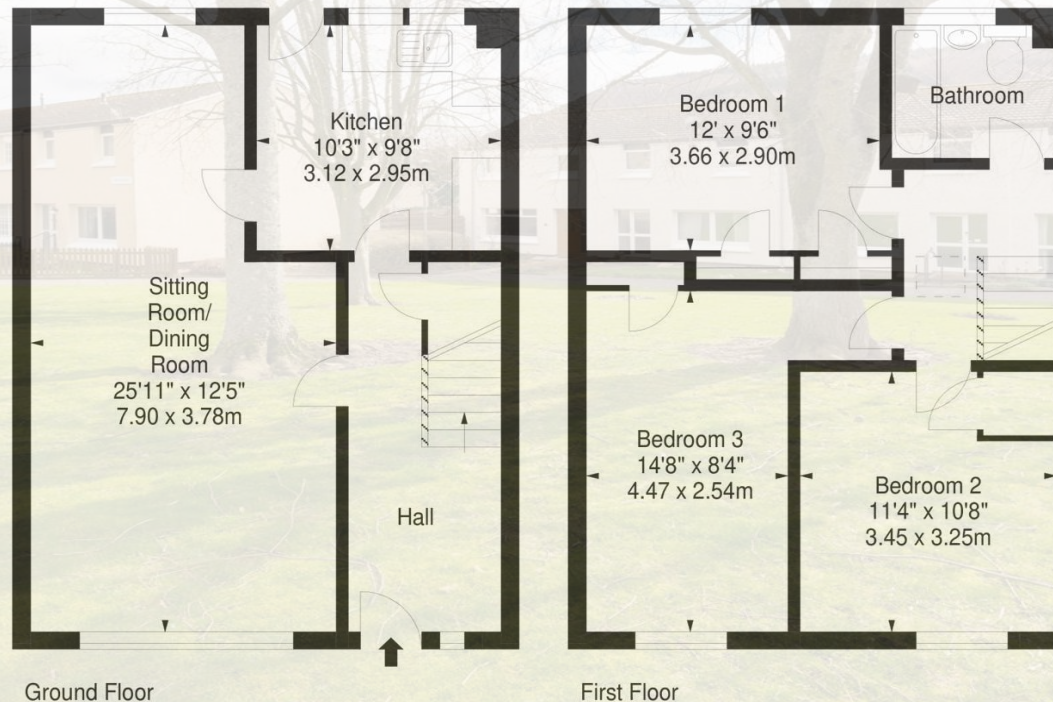 Kitchen
10'3" x 9'8"
3.12 x 2.95m
Sitting
Room/
Dining
Room
25'11" x 12'5"
7.90 x 3.78m
Hall
Ground Floor
Bedroom 1
12' x 9'6"
3.66 x 2.90m
Bathroom
Bedroom 3
14'8" x 8'4"
4.47 x 2.54m
Bedroom 2
11'4" x 10'8"
3.45 x 3.25m
First Floor